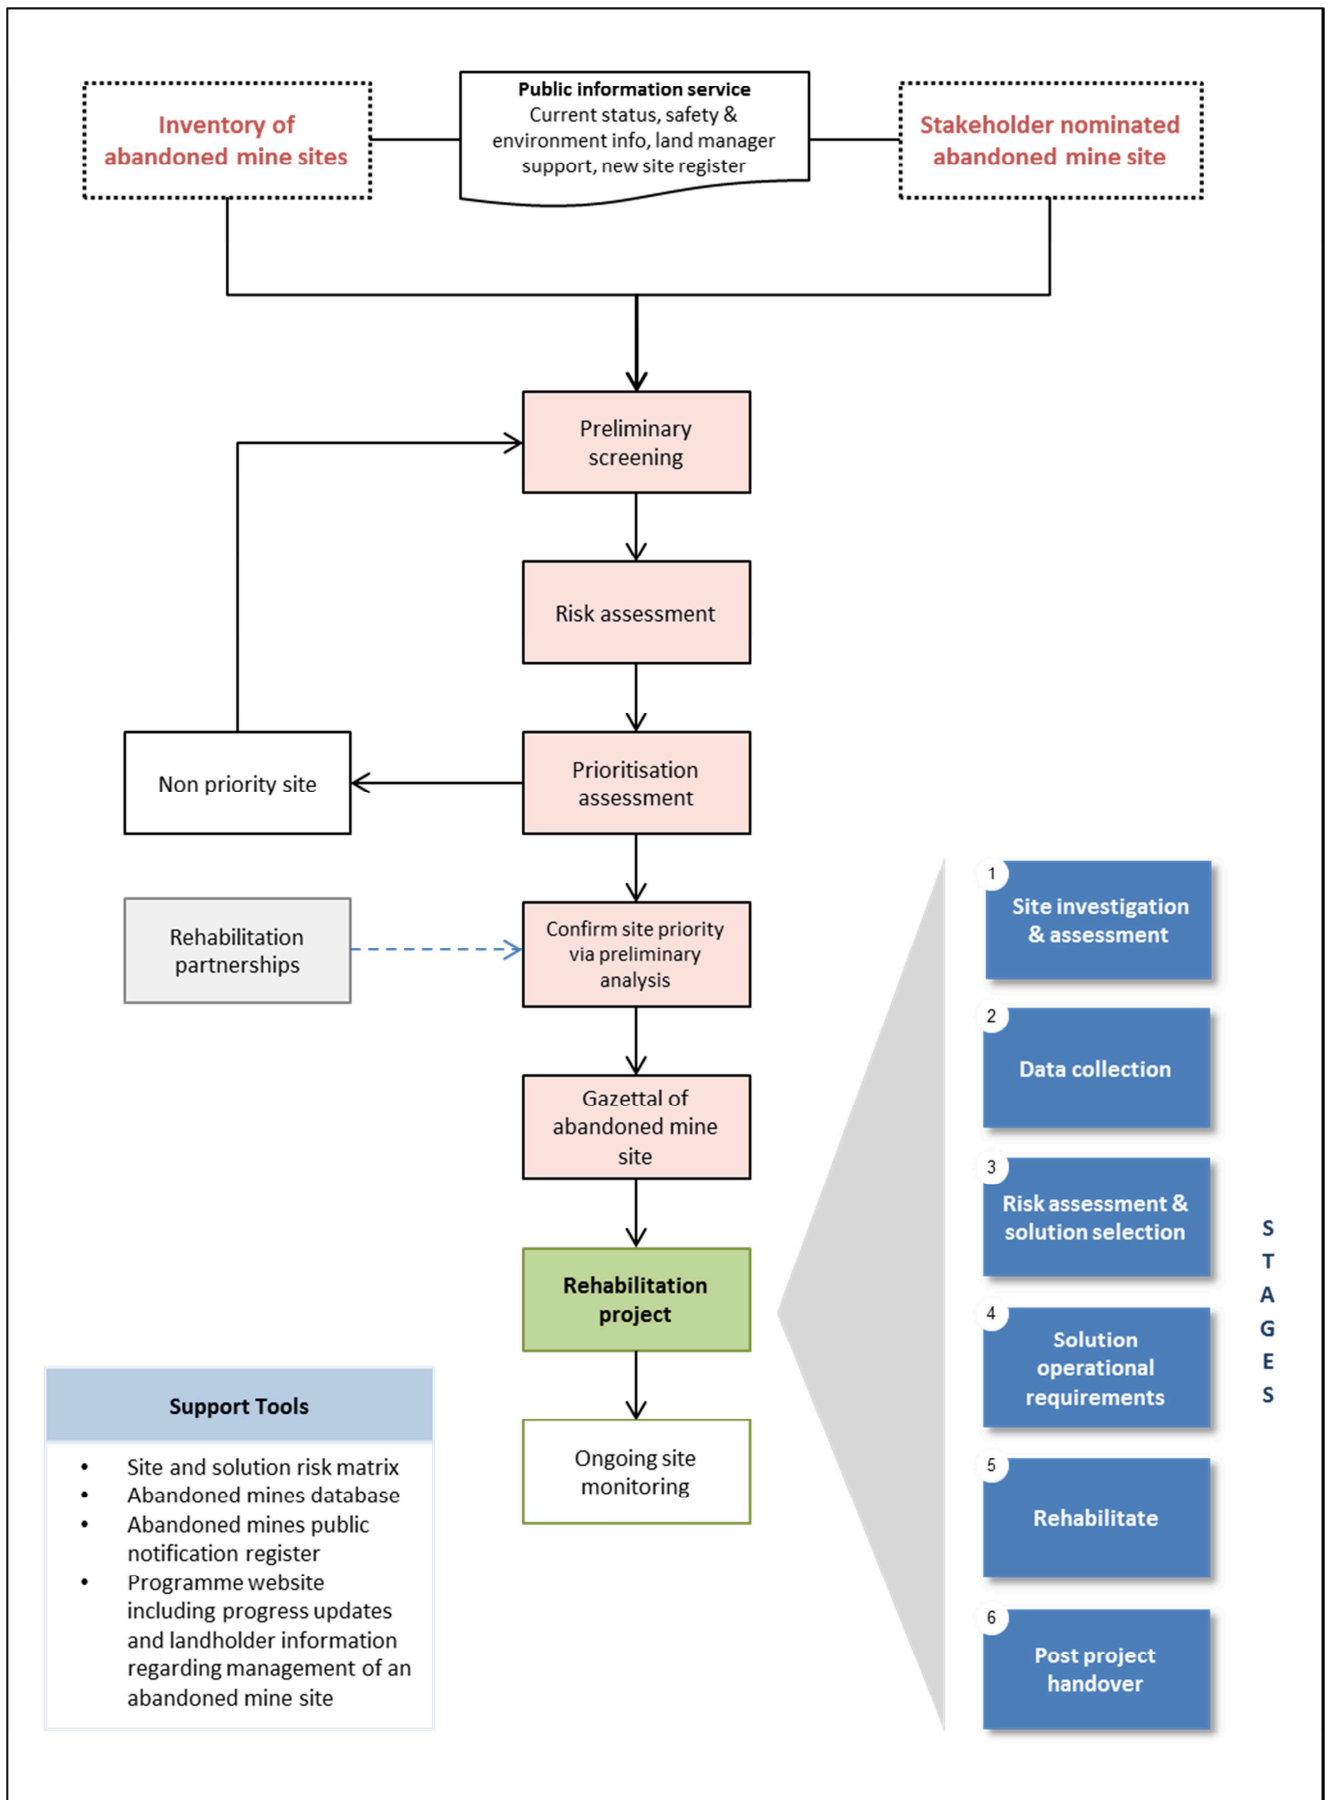 Inventory of
abandoned mine sites
Public information service
Current status, safety &
environment info, land manager
support, new site register
Stakeholder nominated
abandoned mine site
Preliminary
screening
Risk assessment
Non priority site
Prioritisation
assessment
Rehabilitation
partnerships
Confirm site priority
via preliminary
analysis
Gazettal of
abandoned mine
site
Rehabilitation
project
Ongoing site
monitoring
Support Tools
• Site and solution risk matrix
• Abandoned mines database
• Abandoned mines public
notification register
• Programme website
including progress updates
and landholder information
regarding management of an
abandoned mine site
1
Site investigation
& assessment
2
Data collection
3
Risk assessment &
solution selection
4
Solution
operational
requirements
5
Rehabilitate
6
Post project
handover
S
T
A
G
E
S